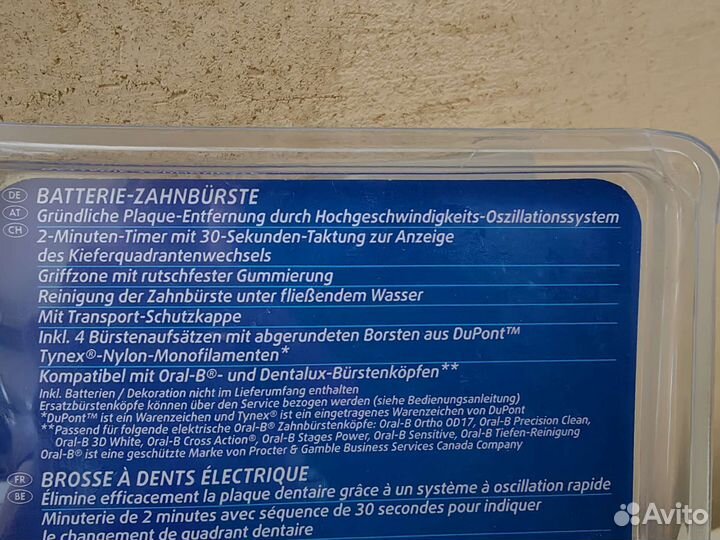 DE BATTERIE-ZAHNBÜRSTE
AT Gründliche Plaque-Entfernung durch Hochgeschwindigkeits-Oszillationssystem
CH 2-Minuten-Timer mit 30-Sekunden-Taktung zur Anzeige
des Kieferquadrantenwechsels
Griffzone mit rutschfester Gummierung
Reinigung der Zahnbürste unter fließendem Wasser
Mit Transport-Schutzkappe
Inkl. 4 Bürstenaufsätzen mit abgerundeten Borsten aus DuPont™
Tynex®-Nylon-Monofilamenten*
Kompatibel mit Oral-B®- und Dentalux-Bürstenköpfen**
Inkl. Batterien / Dekoration nicht im Lieferumfang enthalten
Ersatzbürstenköpfe können über den Service bezogen werden (siehe Bedienungsanleitung)
*DuPont™ ist ein Warenzeichen und Tynex® ist ein eingetragenes Warenzeichen von DuPont
**Passend für folgende elektrische Oral-B® Zahnbürstenköpfe: Oral-B Ortho OD17, Oral-B Precision Clean,
Oral-B 3D White, Oral-B Cross Action®, Oral-B Stages Power, Oral-B Sensitive, Oral-B Tiefen-Reinigung
Oral-B® ist eine geschützte Marke von Procter & Gamble Business Services Canada Company
FR BROSSE À DENTS ÉLECTRIQUE
BE Élimine efficacement la plaque dentaire grâce à un système à oscillation rapide
Minuterie de 2 minutes avec séquence de 30 secondes pour indiquer
le changement de quadrant dentaire
Avito